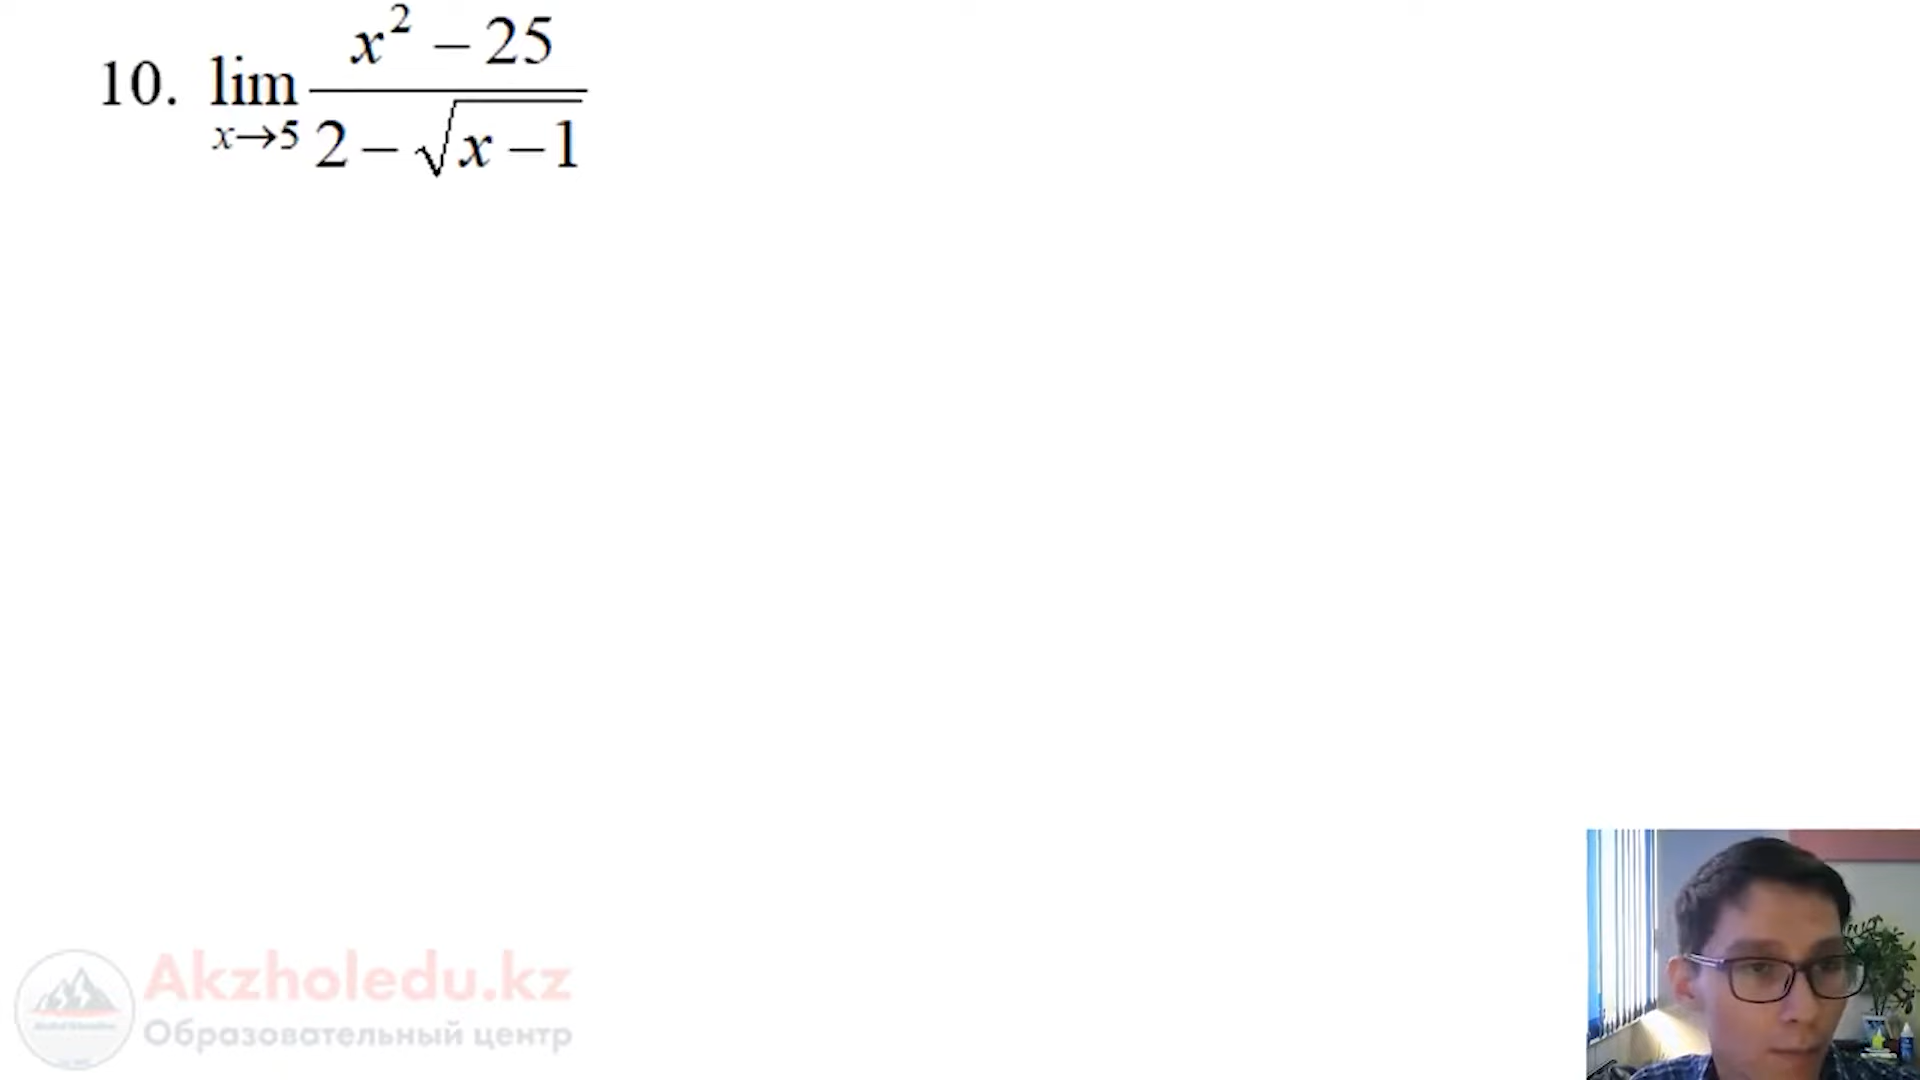 10. lim x→5 (x² − 25) / (2 − √(x − 1))
Akzholedu.kz
Образовательный центр